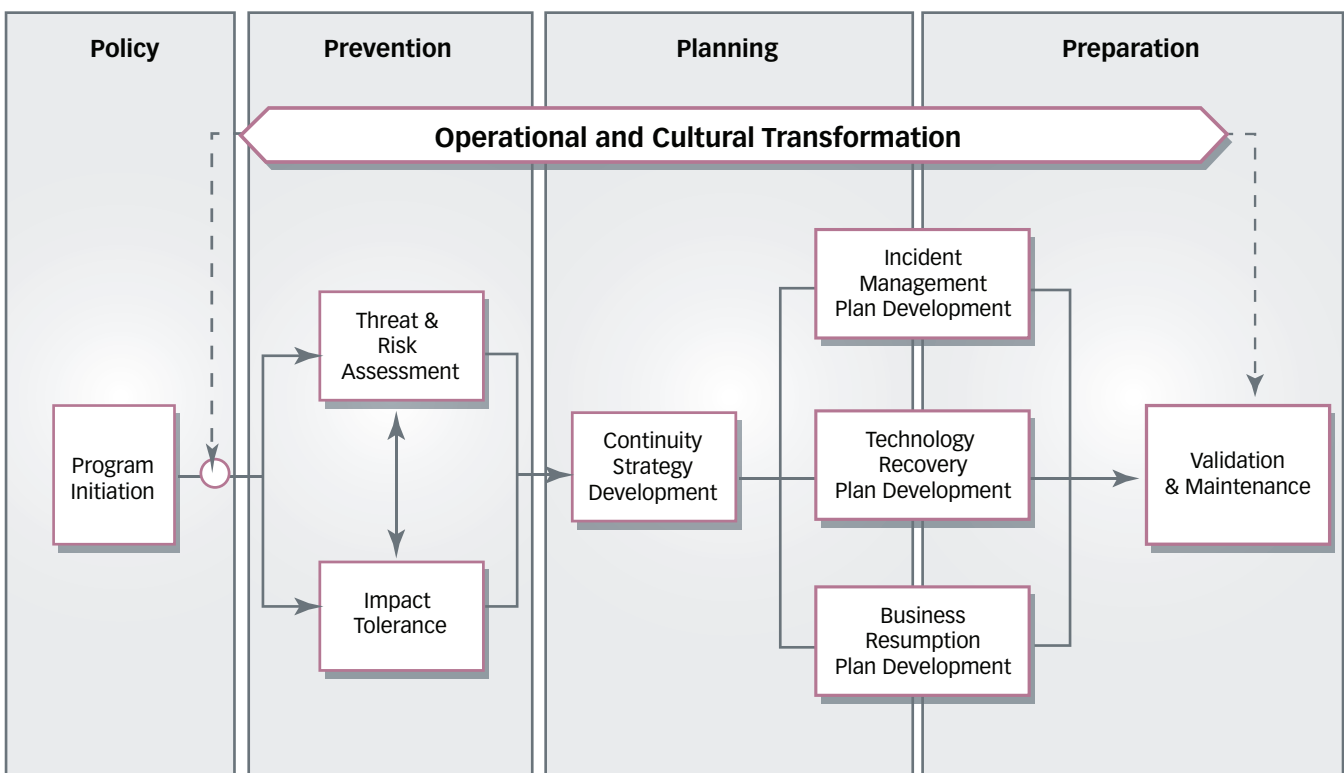 Policy
Prevention
Planning
Preparation
Operational and Cultural Transformation
Program
Initiation
Threat &
Risk
Assessment
Impact
Tolerance
Continuity
Strategy
Development
Incident
Management
Plan Development
Technology
Recovery
Plan Development
Business
Resumption
Plan Development
Validation
& Maintenance